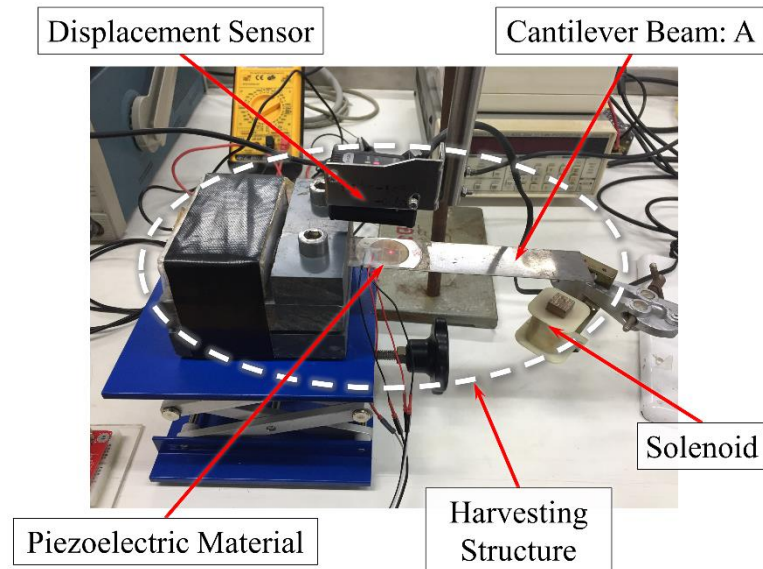 Displacement Sensor
Cantilever Beam: A
Solenoid
Harvesting
Structure
Piezoelectric Material